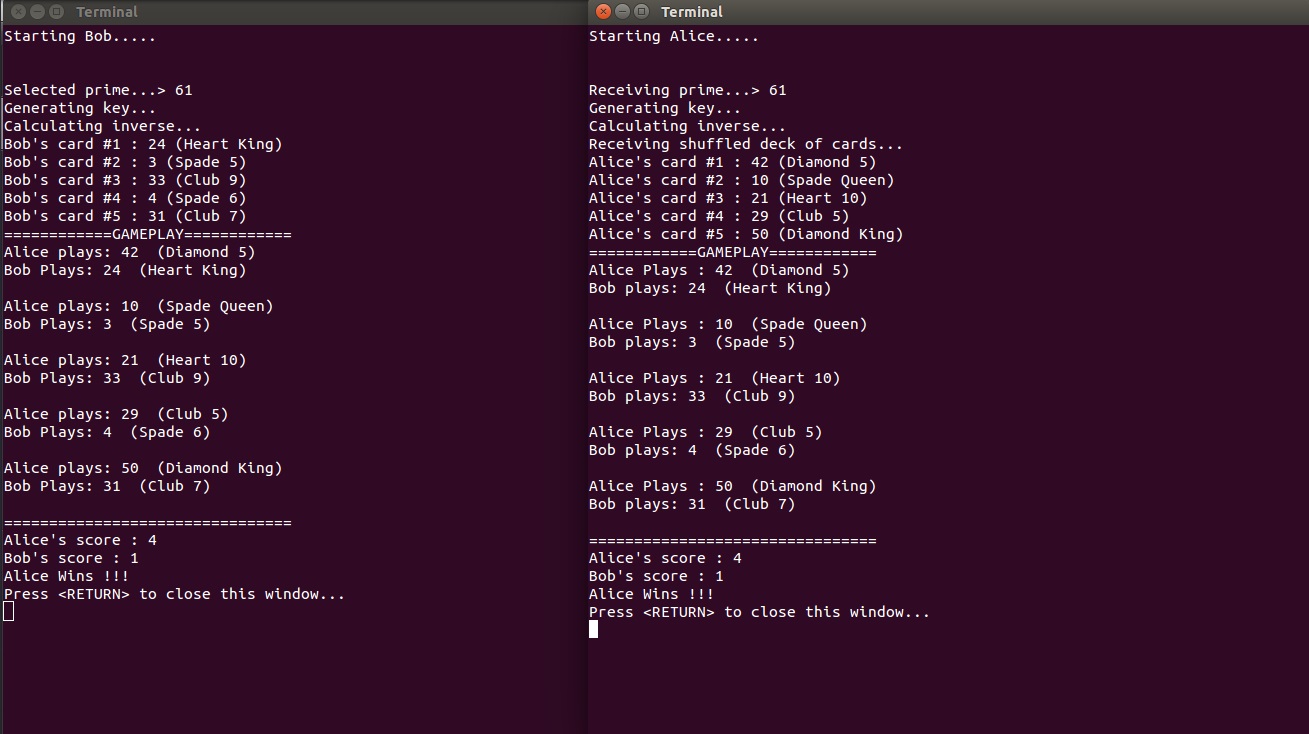 Terminal
Starting Bob.....
Selected prime...> 61
Generating key...
Calculating inverse...
Bob's card #1 : 24 (Heart King)
Bob's card #2 : 3 (Spade 5)
Bob's card #3 : 33 (Club 9)
Bob's card #4 : 4 (Spade 6)
Bob's card #5 : 31 (Club 7)
============GAMEPLAY============
Alice plays: 42  (Diamond 5)
Bob Plays: 24  (Heart King)
Alice plays: 10  (Spade Queen)
Bob Plays: 3  (Spade 5)
Alice plays: 21  (Heart 10)
Bob Plays: 33  (Club 9)
Alice plays: 29  (Club 5)
Bob Plays: 4  (Spade 6)
Alice plays: 50  (Diamond King)
Bob Plays: 31  (Club 7)
================================
Alice's score : 4
Bob's score : 1
Alice Wins !!!
Press <RETURN> to close this window...
Terminal
Starting Alice.....
Receiving prime...> 61
Generating key...
Calculating inverse...
Receiving shuffled deck of cards...
Alice's card #1 : 42 (Diamond 5)
Alice's card #2 : 10 (Spade Queen)
Alice's card #3 : 21 (Heart 10)
Alice's card #4 : 29 (Club 5)
Alice's card #5 : 50 (Diamond King)
============GAMEPLAY============
Alice Plays : 42  (Diamond 5)
Bob plays: 24  (Heart King)
Alice Plays : 10  (Spade Queen)
Bob plays: 3  (Spade 5)
Alice Plays : 21  (Heart 10)
Bob plays: 33  (Club 9)
Alice Plays : 29  (Club 5)
Bob plays: 4  (Spade 6)
Alice Plays : 50  (Diamond King)
Bob plays: 31  (Club 7)
================================
Alice's score : 4
Bob's score : 1
Alice Wins !!!
Press <RETURN> to close this window...